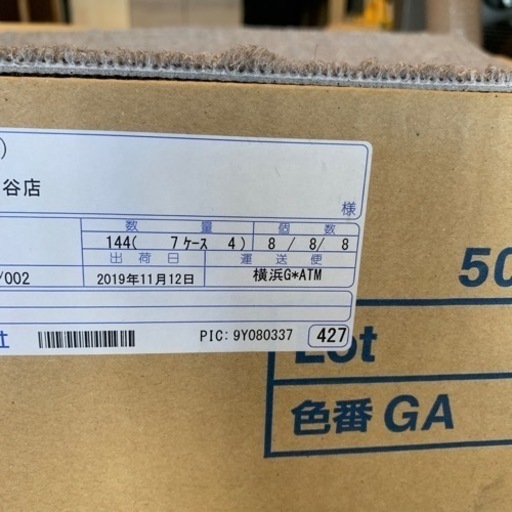 )
谷店
様
数 量 個 数
144( 7 ケース 4) 8 / 8/ 8
出 荷 日 運 送 便
/002 2019年11月12日 横浜G*ATM
社 PIC: 9Y080337 427
50
Lot
色番 GA